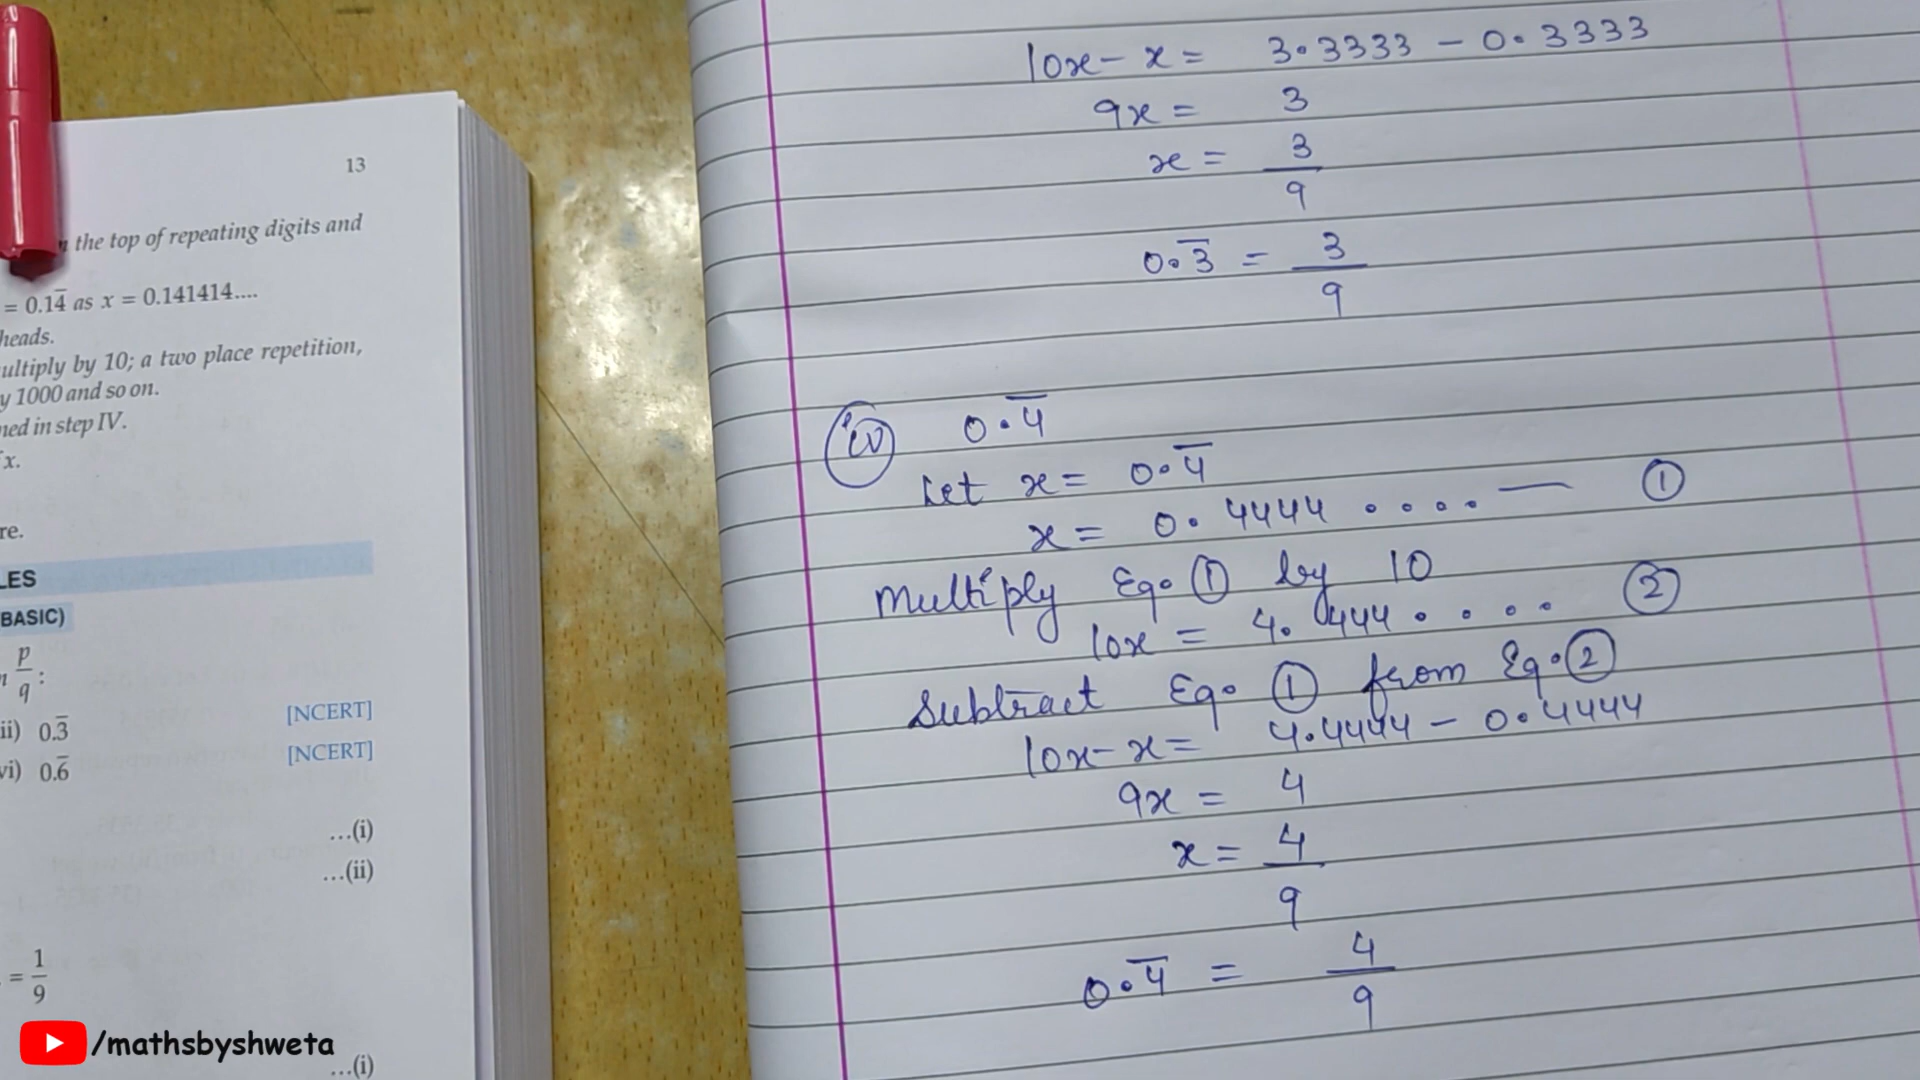 13
the top of repeating digits and
= 0.1̅4̅ as x = 0.141414....
heads.
ultiply by 10; a two place repetition,
y 1000 and so on.
ned in step IV.
x.
re.
LES
BASIC)
p/q :
ii) 0.3̅ [NCERT]
vi) 0.6̅ [NCERT]
...(i)
...(ii)
= 1/9
...(i)
/mathsbyshweta
10x - x = 3.3333 - 0.3333
9x = 3
x = 3/9
0.3̅ = 3/9
(iv) 0.4̅
Let x = 0.4̅
x = 0.4444 .... — ①
Multiply Eq. ① by 10
10x = 4.444.... ②
Subtract Eq. ① from Eq. ②
10x - x = 4.4444 - 0.4444
9x = 4
x = 4/9
0.4̅ = 4/9